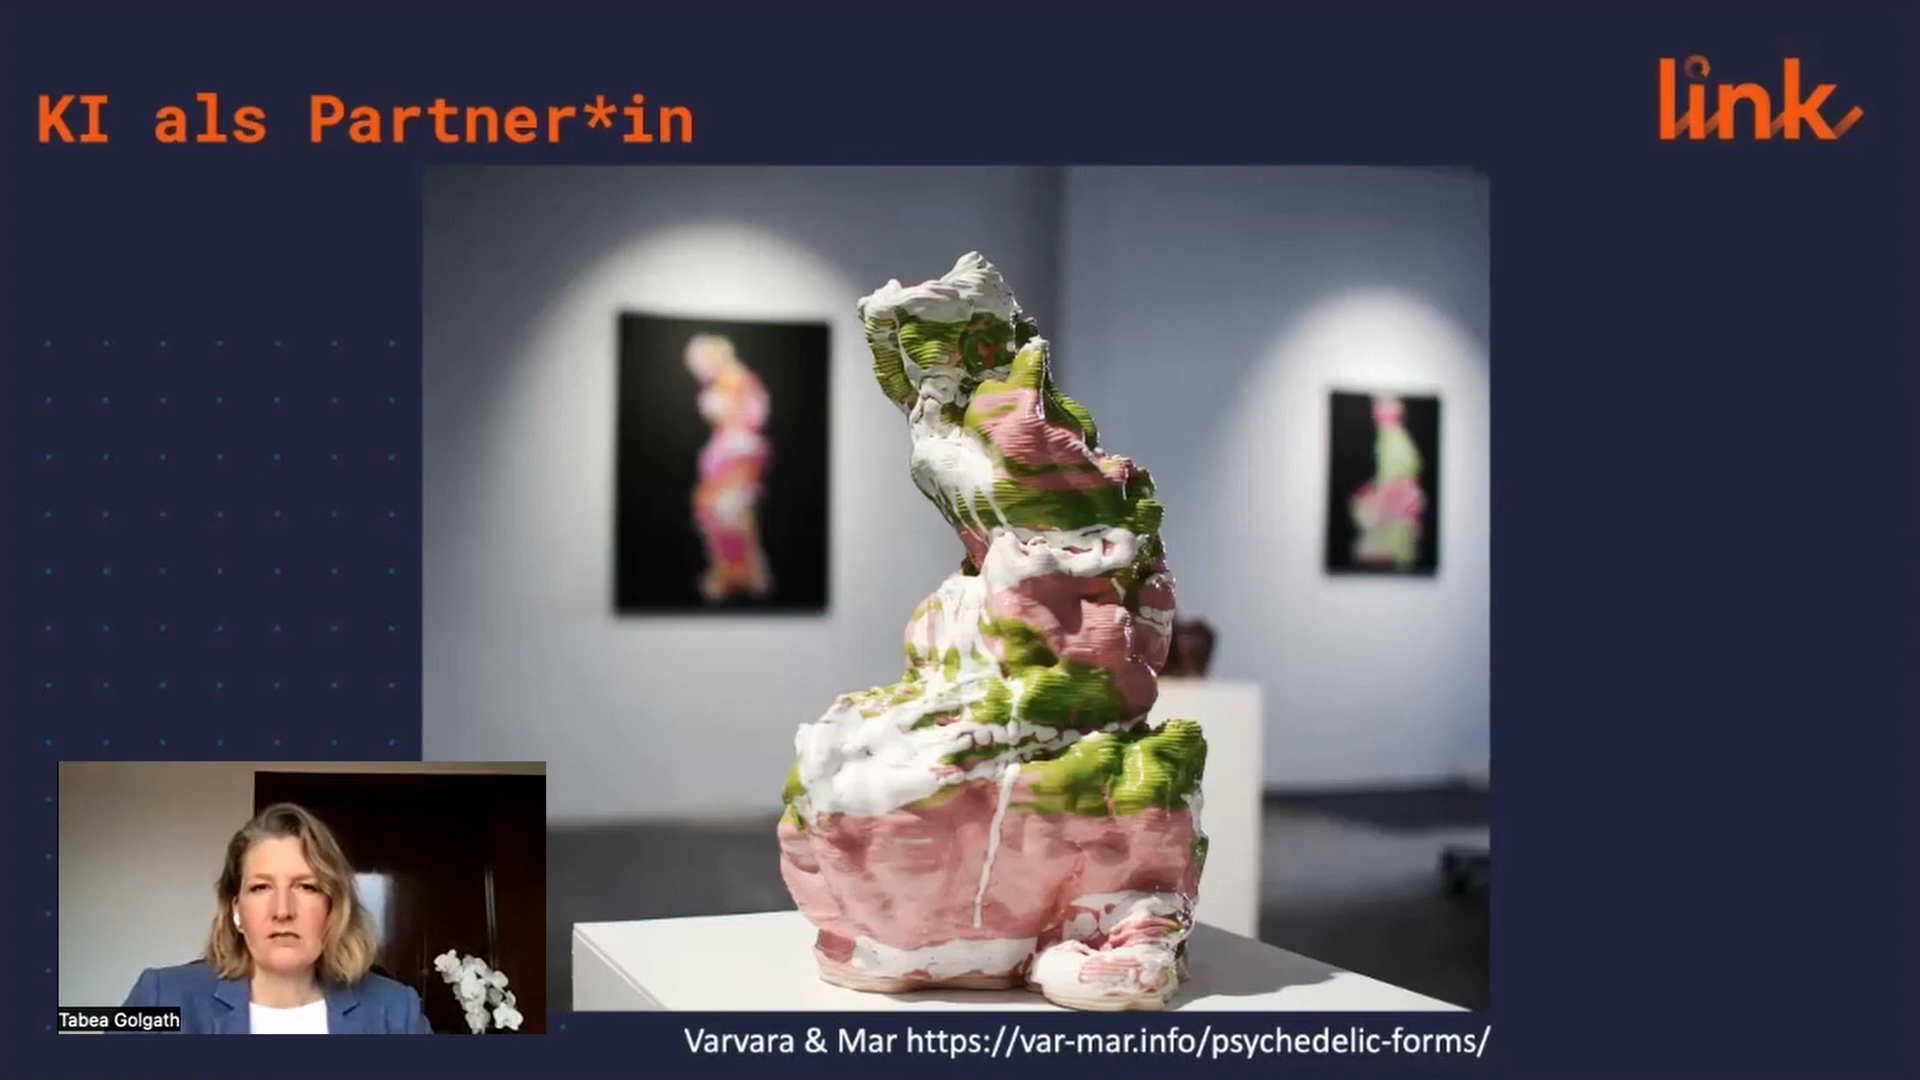 KI als Partner*in
link
Tabea Golgath
Varvara & Mar https://var-mar.info/psychedelic-forms/